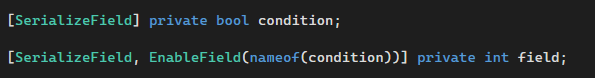 [SerializeField] private bool condition;
[SerializeField, EnableField(nameof(condition))] private int field;